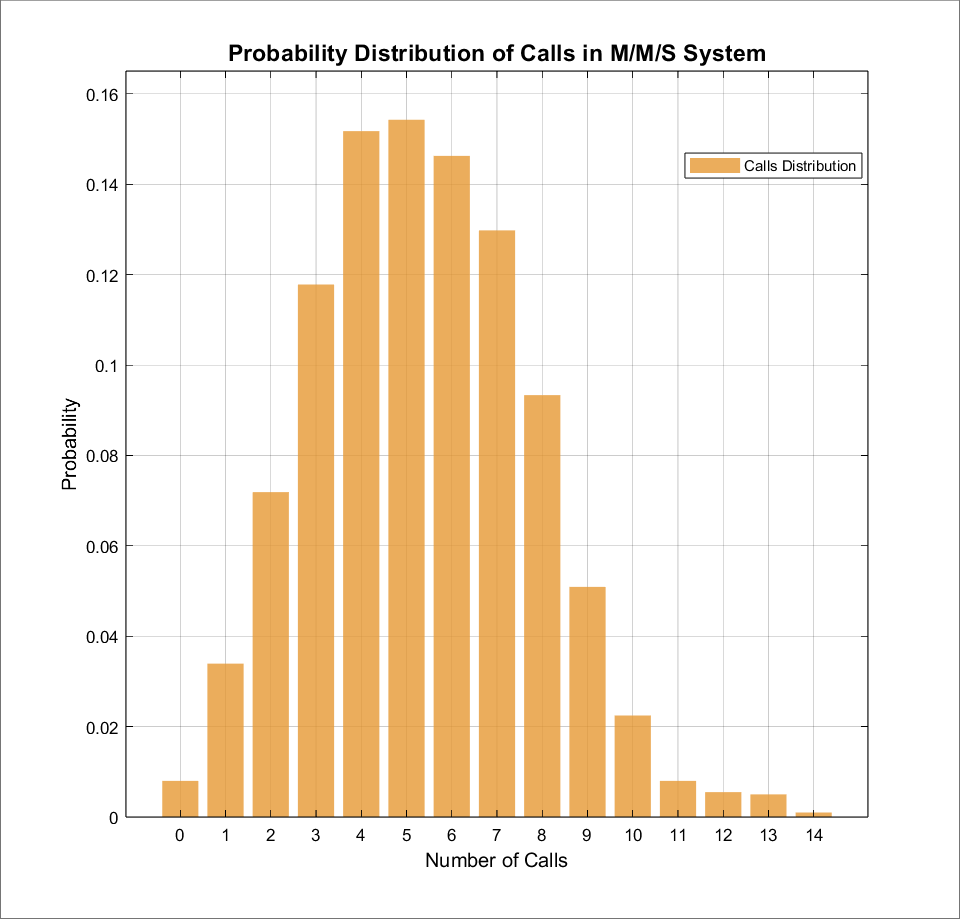 Probability Distribution of Calls in M/M/S System
0.16
0.14
0.12
0.1
0.08
0.06
0.04
0.02
0
Probability
Calls Distribution
0 1 2 3 4 5 6 7 8 9 10 11 12 13 14
Number of Calls